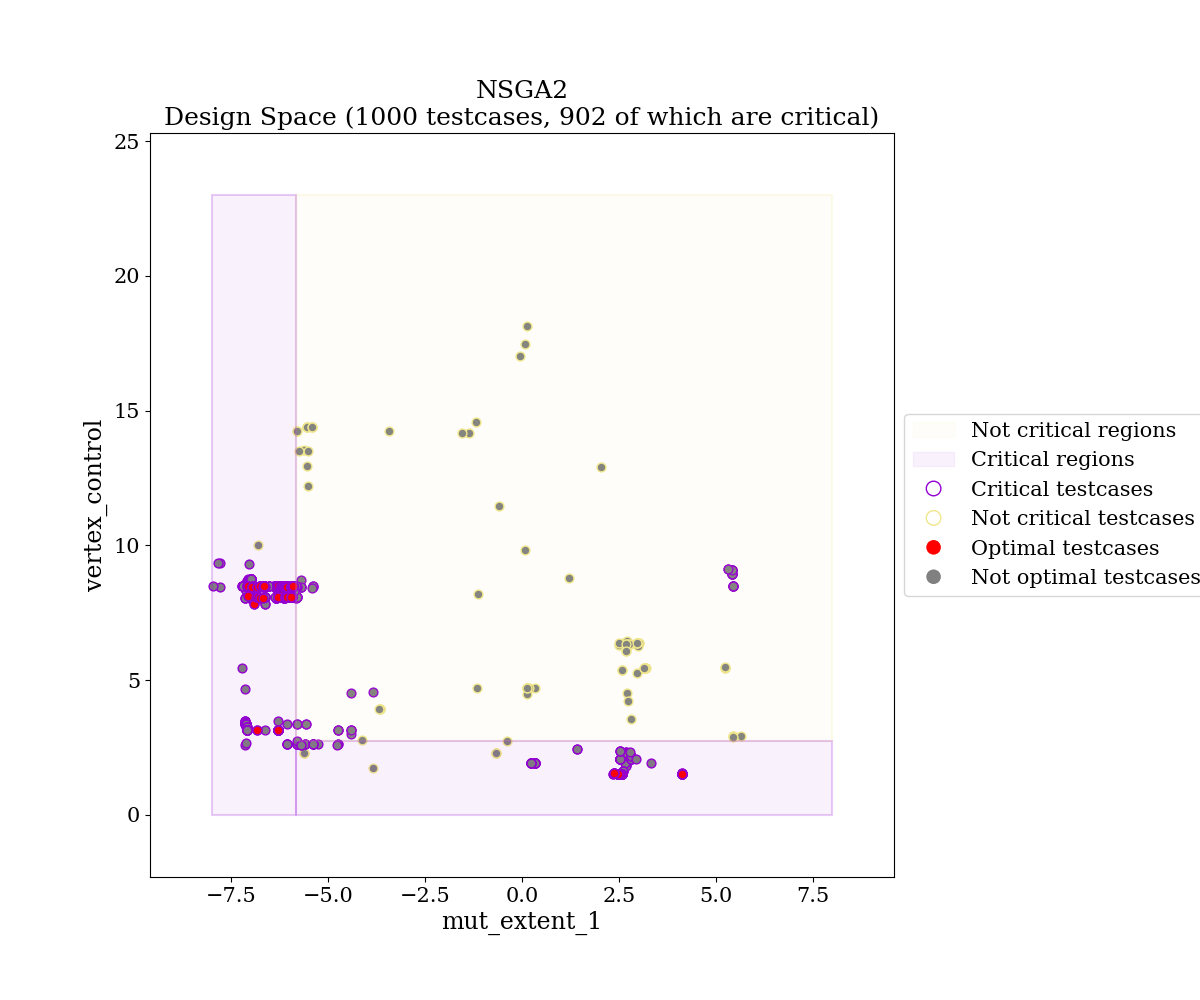 NSGA2
Design Space (1000 testcases, 902 of which are critical)
25
20
15
10
5
0
vertex_control
−7.5
−5.0
−2.5
0.0
2.5
5.0
7.5
mut_extent_1
Not critical regions
Critical regions
Critical testcases
Not critical testcases
Optimal testcases
Not optimal testcases